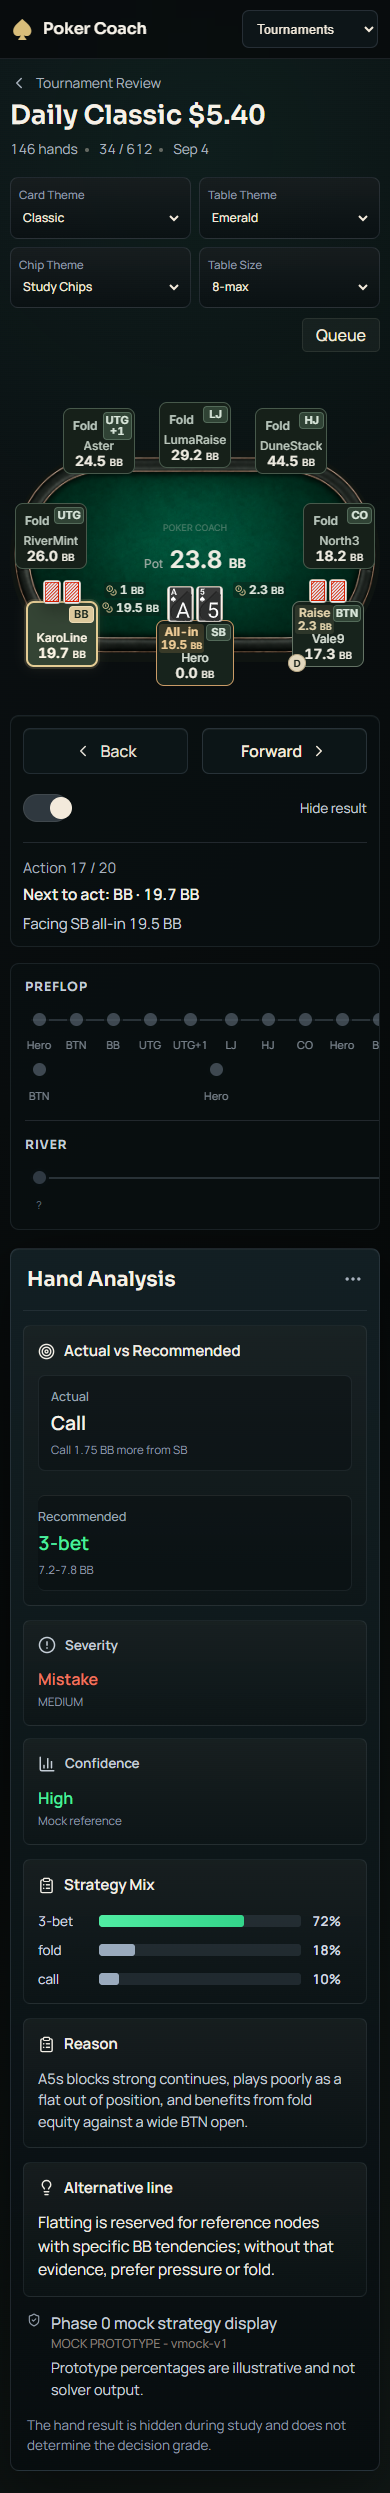 Poker Coach
Tournaments
Tournament Review
Daily Classic $5.40
146 hands • 34 / 612 • Sep 4
Card Theme
Classic
Table Theme
Emerald
Chip Theme
Study Chips
Table Size
8-max
Queue
Fold UTG +1
Aster
24.5 BB
Fold LJ
LumaRaise
29.2 BB
Fold HJ
DuneStack
44.5 BB
Fold UTG
RiverMint
26.0 BB
Fold CO
North3
18.2 BB
POKER COACH
Pot 23.8 BB
1 BB
19.5 BB
2.3 BB
A A
5 5
BB
KaroLine
19.7 BB
All-in SB
19.5 BB
Hero
0.0 BB
Raise BTN
2.3 BB
Vale9
17.3 BB
D
Back
Forward
Hide result
Action 17 / 20
Next to act: BB · 19.7 BB
Facing SB all-in 19.5 BB
PREFLOP
Hero BTN BB UTG UTG+1 LJ HJ CO Hero B
BTN Hero
RIVER
?
Hand Analysis
Actual vs Recommended
Actual
Call
Call 1.75 BB more from SB
Recommended
3-bet
7.2-7.8 BB
Severity
Mistake
MEDIUM
Confidence
High
Mock reference
Strategy Mix
3-bet 72%
fold 18%
call 10%
Reason
A5s blocks strong continues, plays poorly as a
flat out of position, and benefits from fold
equity against a wide BTN open.
Alternative line
Flatting is reserved for reference nodes
with specific BB tendencies; without that
evidence, prefer pressure or fold.
Phase 0 mock strategy display
MOCK PROTOTYPE - vmock-v1
Prototype percentages are illustrative and not
solver output.
The hand result is hidden during study and does not
determine the decision grade.